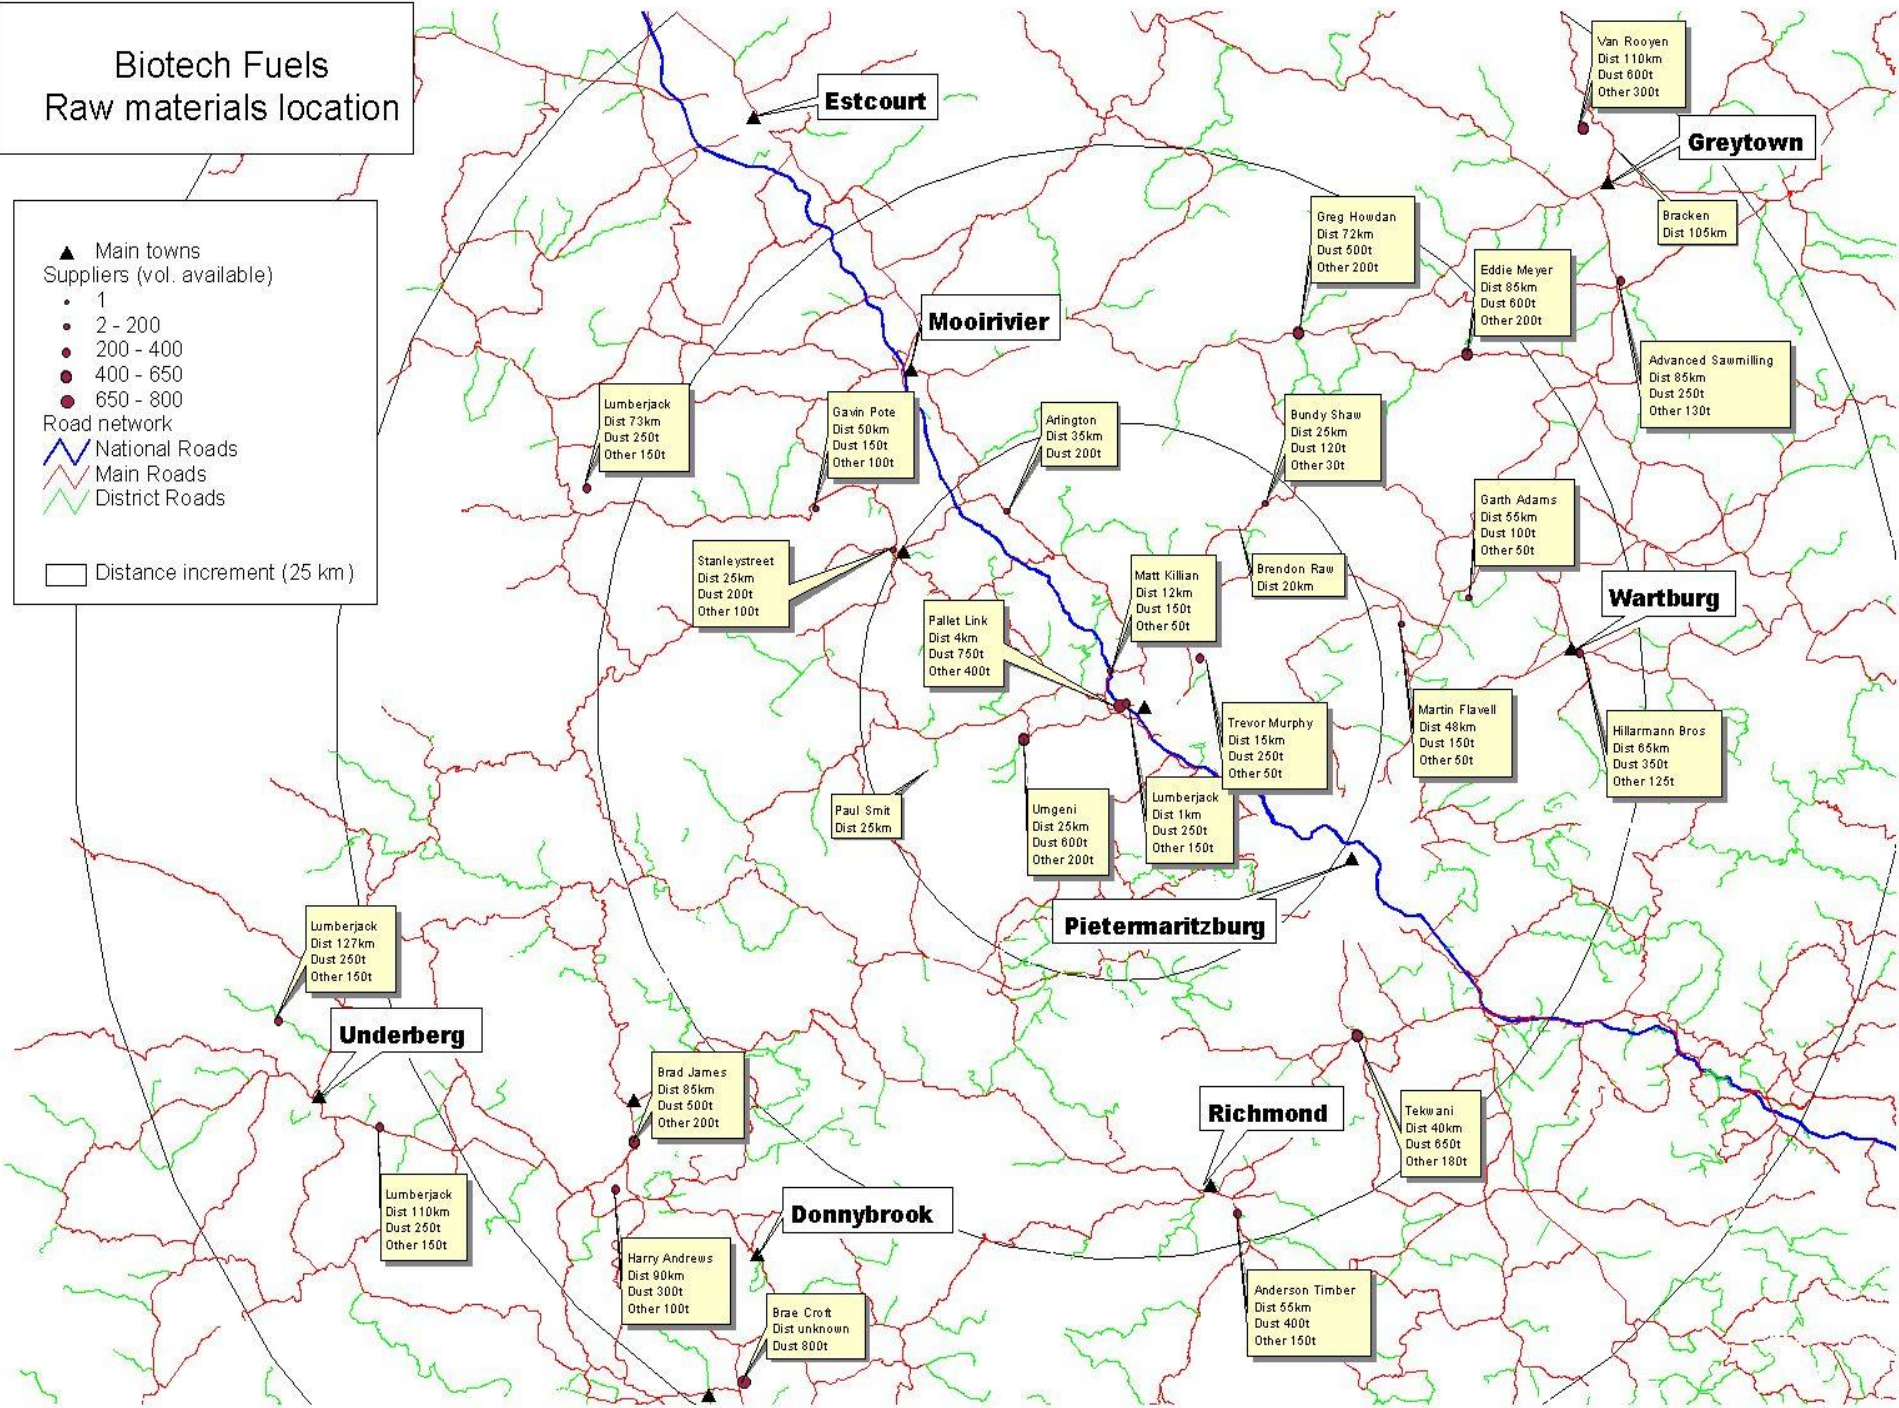 Biotech Fuels
Raw materials location
Main towns
Suppliers (vol. available)
1
2 - 200
200 - 400
400 - 650
650 - 800
Road network
National Roads
Main Roads
District Roads
Distance increment (25 km)
Estcourt
Van Rooyen
Dist 110km
Dust 600t
Other 300t
Greytown
Bracken
Dist 105km
Greg Howdan
Dist 72km
Dust 500t
Other 200t
Eddie Meyer
Dist 85km
Dust 600t
Other 200t
Mooirivier
Advanced Sawmilling
Dist 85km
Dust 250t
Other 130t
Lumberjack
Dist 73km
Dust 250t
Other 150t
Gavin Pote
Dist 50km
Dust 150t
Other 100t
Arlington
Dist 35km
Dust 200t
Bundy Shaw
Dist 25km
Dust 120t
Other 30t
Garth Adams
Dist 55km
Dust 100t
Other 50t
Stanleystreet
Dist 25km
Dust 200t
Other 100t
Matt Killian
Dist 12km
Dust 150t
Other 50t
Brendon Raw
Dist 20km
Wartburg
Pallet Link
Dist 4km
Dust 750t
Other 400t
Trevor Murphy
Dist 15km
Dust 250t
Other 50t
Martin Flavell
Dist 48km
Dust 150t
Other 50t
Hillarmann Bros
Dist 65km
Dust 350t
Other 125t
Paul Smit
Dist 25km
Umgeni
Dist 25km
Dust 600t
Other 200t
Lumberjack
Dist 1km
Dust 250t
Other 150t
Pietermaritzburg
Lumberjack
Dist 127km
Dust 250t
Other 150t
Underberg
Brad James
Dist 85km
Dust 500t
Other 200t
Richmond
Tekwani
Dist 40km
Dust 650t
Other 180t
Lumberjack
Dist 110km
Dust 250t
Other 150t
Donnybrook
Harry Andrews
Dist 90km
Dust 300t
Other 100t
Brae Croft
Dist unknown
Dust 800t
Anderson Timber
Dist 55km
Dust 400t
Other 150t